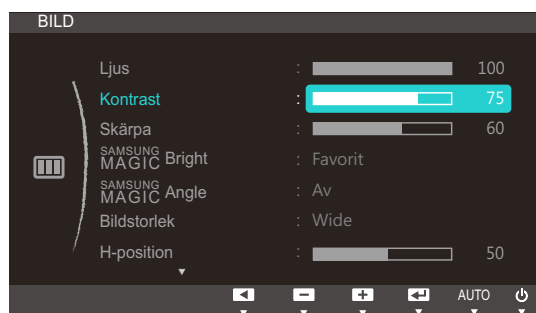 BILD
Ljus : 100
Kontrast : 75
Skärpa : 60
SAMSUNG MAGIC Bright : Favorit
SAMSUNG MAGIC Angle : Av
Bildstorlek : Wide
H-position : 50
AUTO